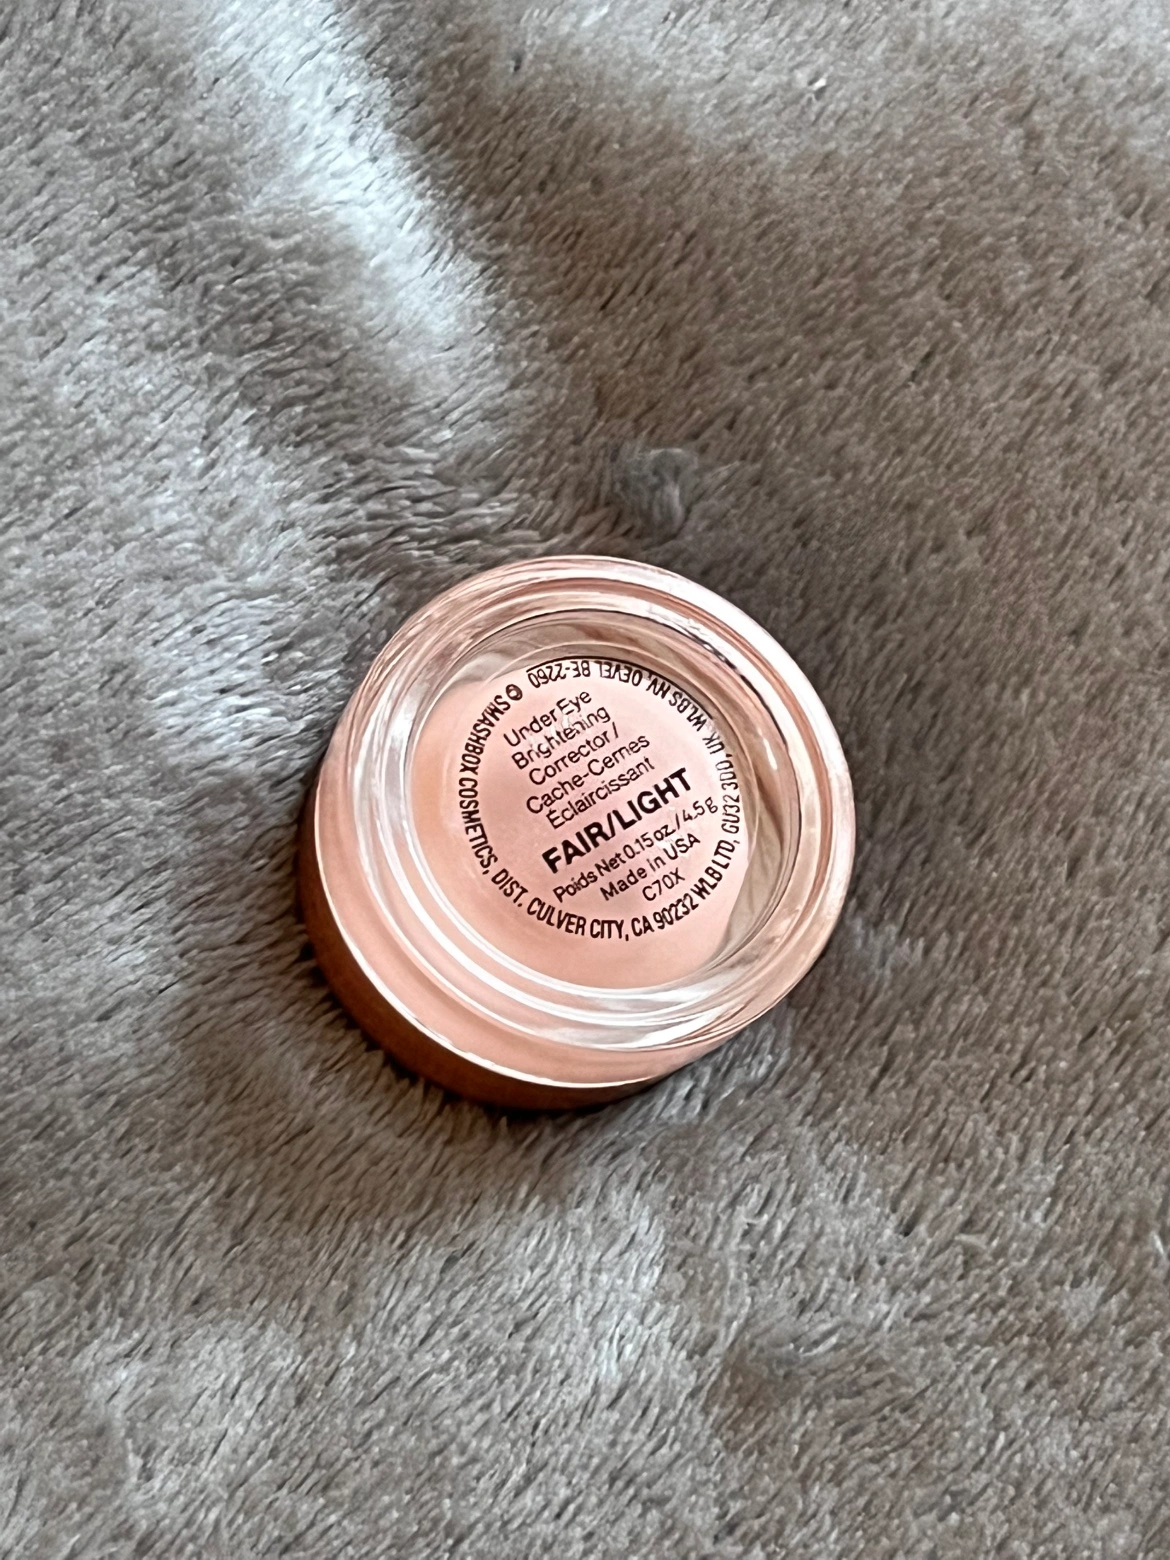 Under Eye
Brightening
Corrector /
Cache-Cernes
Éclaircissant
FAIR/LIGHT
Poids Net 0.15 oz./4.5 g
Made in USA
C70X
© SMASHBOX COSMETICS, DIST. CULVER CITY, CA 90232 WLB LTD, GU32 3DD, UK. WLBS NV, OEVEL BE-2260